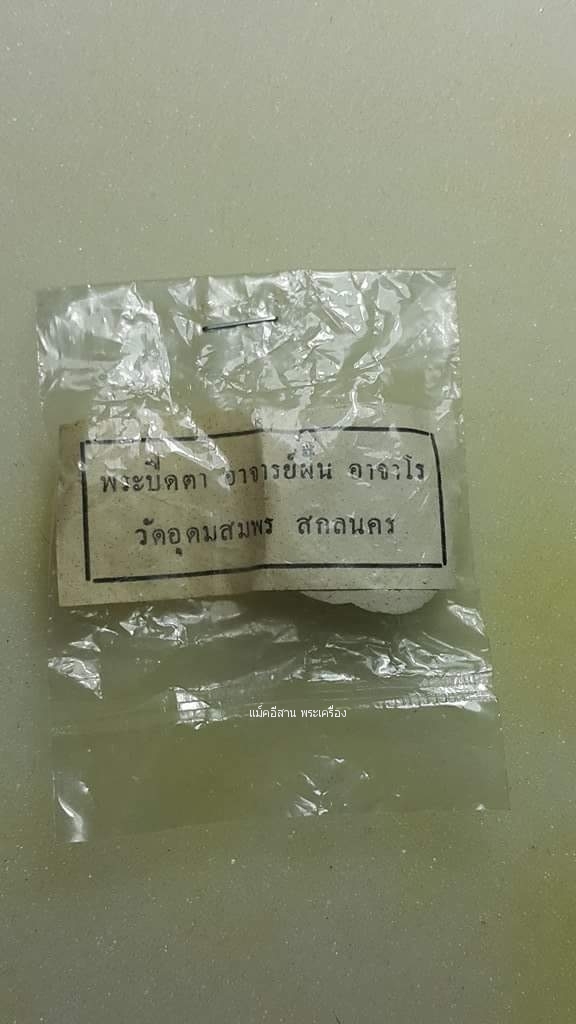 พระปิดตา อาจารย์ฝั้น อาจาโร
วัดอุดมสมพร สกลนคร
แม็คอีสาน พระเครื่อง